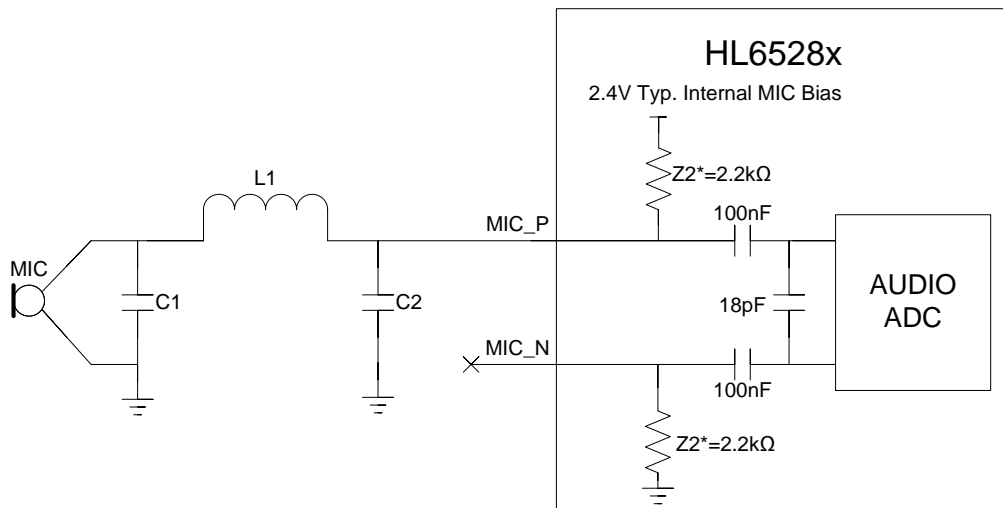 HL6528x
2.4V Typ. Internal MIC Bias
L1
Z2*=2.2kΩ
MIC_P
100nF
MIC
C1
C2
18pF
AUDIO
ADC
MIC_N
100nF
Z2*=2.2kΩ